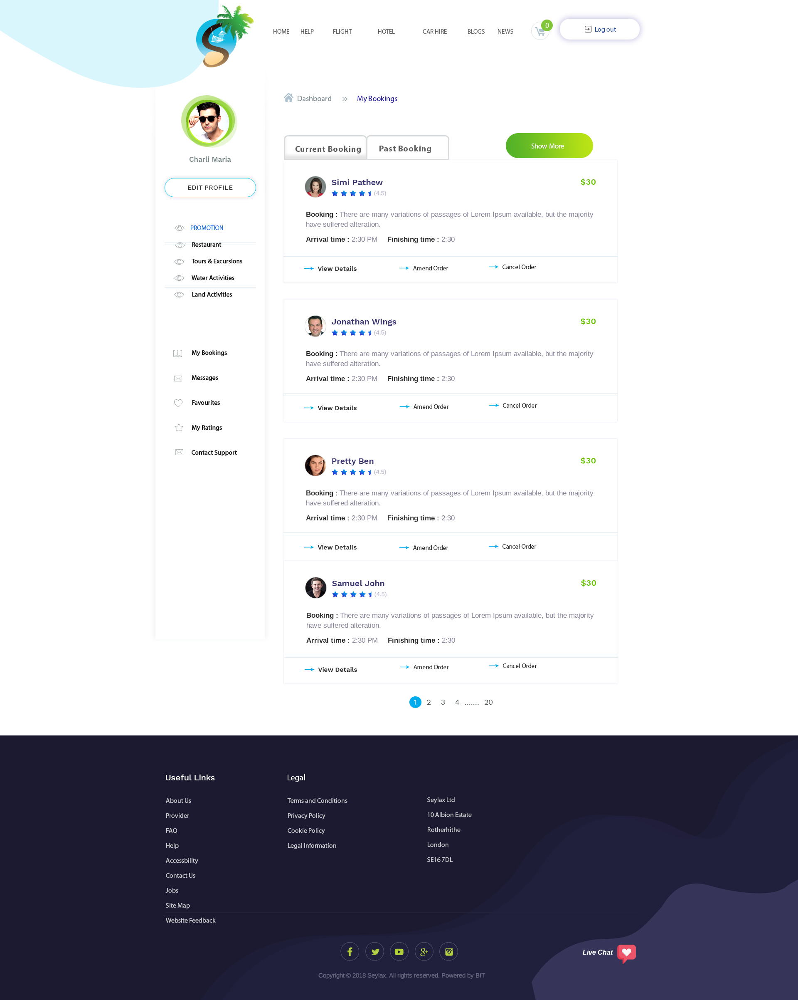 HOME HELP FLIGHT HOTEL CAR HIRE BLOGS NEWS 0 Log out
Dashboard My Bookings
Charli Maria
EDIT PROFILE
PROMOTION
Restaurant
Tours & Excursions
Water Activities
Land Activities
My Bookings
Messages
Favourites
My Ratings
Contact Support
Current Booking Past Booking Show More
Simi Pathew $30
(4.5)
Booking : There are many variations of passages of Lorem Ipsum available, but the majority
have suffered alteration.
Arrival time : 2:30 PM Finishing time : 2:30
View Details Amend Order Cancel Order
Jonathan Wings $30
(4.5)
Booking : There are many variations of passages of Lorem Ipsum available, but the majority
have suffered alteration.
Arrival time : 2:30 PM Finishing time : 2:30
View Details Amend Order Cancel Order
Pretty Ben $30
(4.5)
Booking : There are many variations of passages of Lorem Ipsum available, but the majority
have suffered alteration.
Arrival time : 2:30 PM Finishing time : 2:30
View Details Amend Order Cancel Order
Samuel John $30
(4.5)
Booking : There are many variations of passages of Lorem Ipsum available, but the majority
have suffered alteration.
Arrival time : 2:30 PM Finishing time : 2:30
View Details Amend Order Cancel Order
1 2 3 4 ....... 20
Useful Links
About Us
Provider
FAQ
Help
Accessbility
Contact Us
Jobs
Site Map
Website Feedback
Legal
Terms and Conditions
Privacy Policy
Cookie Policy
Legal Information
Seylax Ltd
10 Albion Estate
Rotherhithe
London
SE16 7DL
Live Chat
Copyright © 2018 Seylax. All rights reserved. Powered by BIT